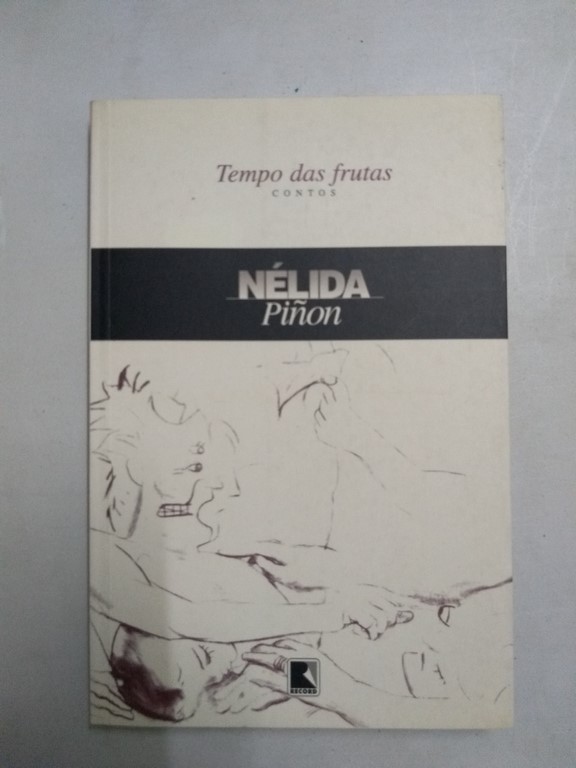 Tempo das frutas
CONTOS
NÉLIDA
Piñon
RECORD